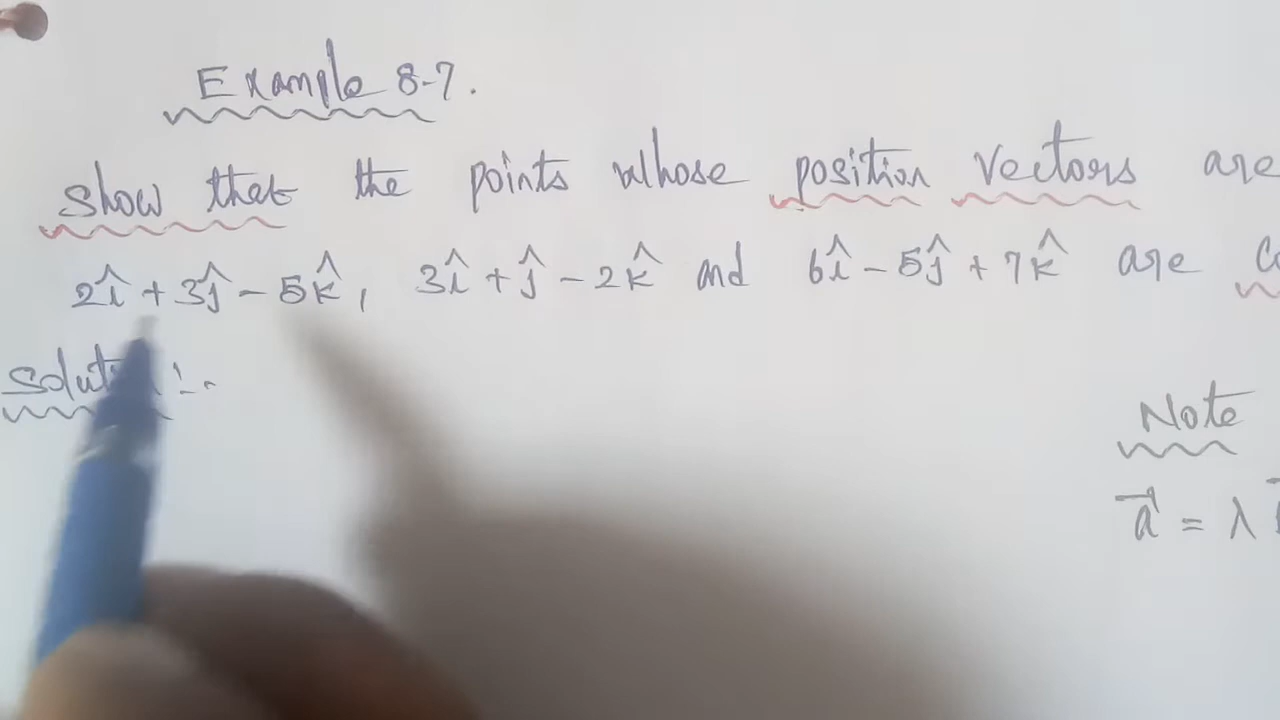 Example 8-7.
Show that the points whose position vectors are
2î + 3ĵ - 5k̂, 3î + ĵ - 2k̂ and 6î - 5ĵ + 7k̂ are
Solution :-
Note
a⃗ = λ